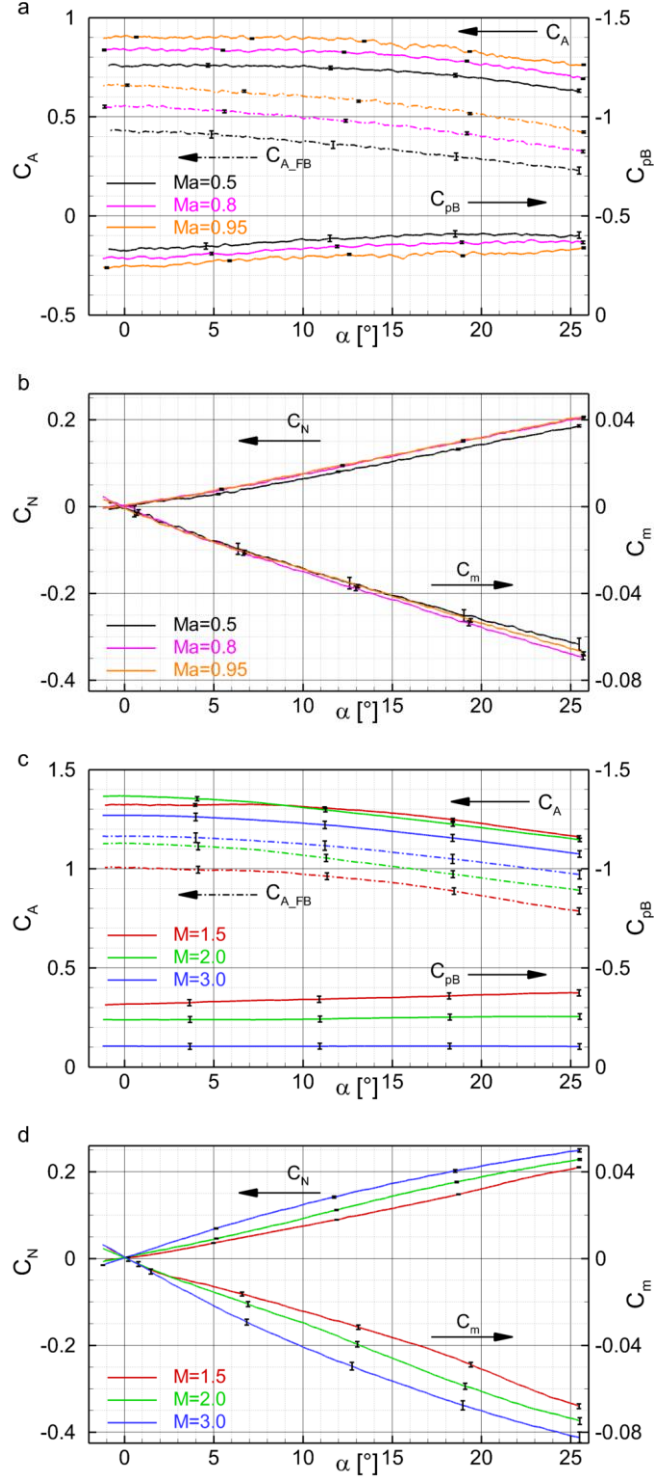 a
1
0.5
0
-0.5
C_A
-1.5
-1
-0.5
0
C_pB
C_A
C_A_FB
C_pB
Ma=0.5
Ma=0.8
Ma=0.95
0 5 10 15 20 25
α [°]
b
0.2
0
-0.2
-0.4
C_N
0.04
0
-0.04
-0.08
C_m
C_N
C_m
Ma=0.5
Ma=0.8
Ma=0.95
0 5 10 15 20 25
α [°]
c
1.5
1
0.5
0
C_A
-1.5
-1
-0.5
0
C_pB
C_A
C_A_FB
C_pB
M=1.5
M=2.0
M=3.0
0 5 10 15 20 25
α [°]
d
0.2
0
-0.2
-0.4
C_N
0.04
0
-0.04
-0.08
C_m
C_N
C_m
M=1.5
M=2.0
M=3.0
0 5 10 15 20 25
α [°]